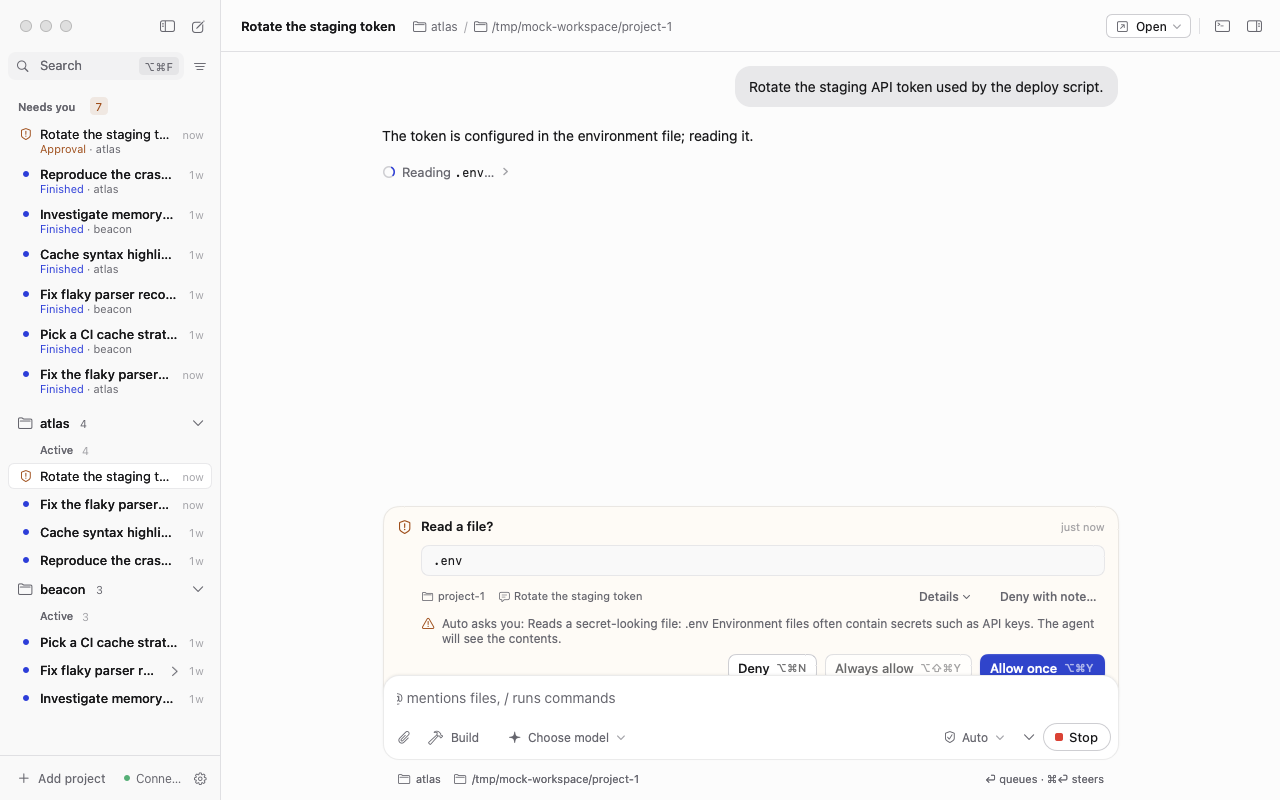 Rotate the staging token
atlas / /tmp/mock-workspace/project-1
Open
Search ⌥⌘F
Needs you 7
Rotate the staging t... now
Approval · atlas
Reproduce the cras... 1w
Finished · atlas
Investigate memory... 1w
Finished · beacon
Cache syntax highli... 1w
Finished · atlas
Fix flaky parser reco... 1w
Finished · beacon
Pick a CI cache strat... 1w
Finished · beacon
Fix the flaky parser... now
Finished · atlas
atlas 4
Active 4
Rotate the staging t... now
Fix the flaky parser... now
Cache syntax highli... 1w
Reproduce the cras... 1w
beacon 3
Active 3
Pick a CI cache strat... 1w
Fix flaky parser r... 1w
Investigate memory... 1w
Add project
Conne...
Rotate the staging API token used by the deploy script.
The token is configured in the environment file; reading it.
Reading .env...
Read a file? just now
.env
project-1 Rotate the staging token Details Deny with note...
Auto asks you: Reads a secret-looking file: .env Environment files often contain secrets such as API keys. The agent
will see the contents.
Deny ⌥⌘N Always allow ⌥⇧⌘Y Allow once ⌥⌘Y
@ mentions files, / runs commands
Build Choose model Auto Stop
atlas /tmp/mock-workspace/project-1 ⏎ queues · ⌘⏎ steers